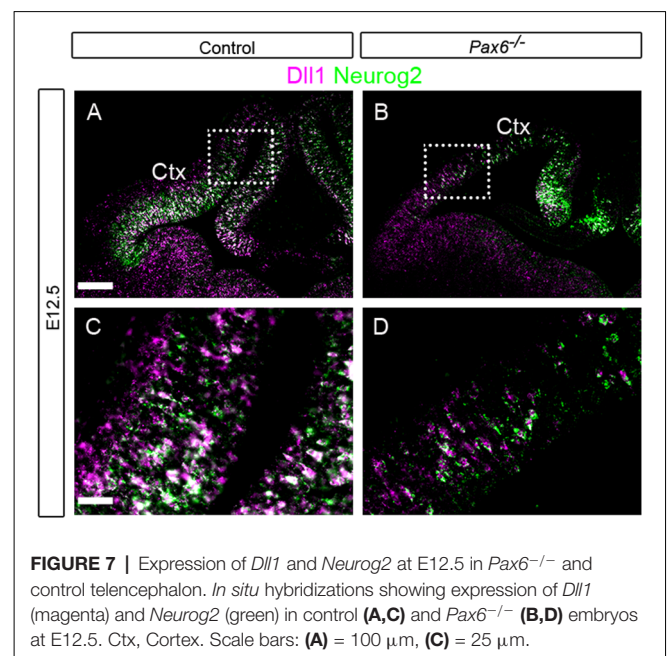 Control
Pax6-/-
Dll1 Neurog2
E12.5
A
Ctx
B
Ctx
C
D
FIGURE 7 | Expression of Dll1 and Neurog2 at E12.5 in Pax6−/− and
control telencephalon. In situ hybridizations showing expression of Dll1
(magenta) and Neurog2 (green) in control (A,C) and Pax6−/− (B,D) embryos
at E12.5. Ctx, Cortex. Scale bars: (A) = 100 μm, (C) = 25 μm.